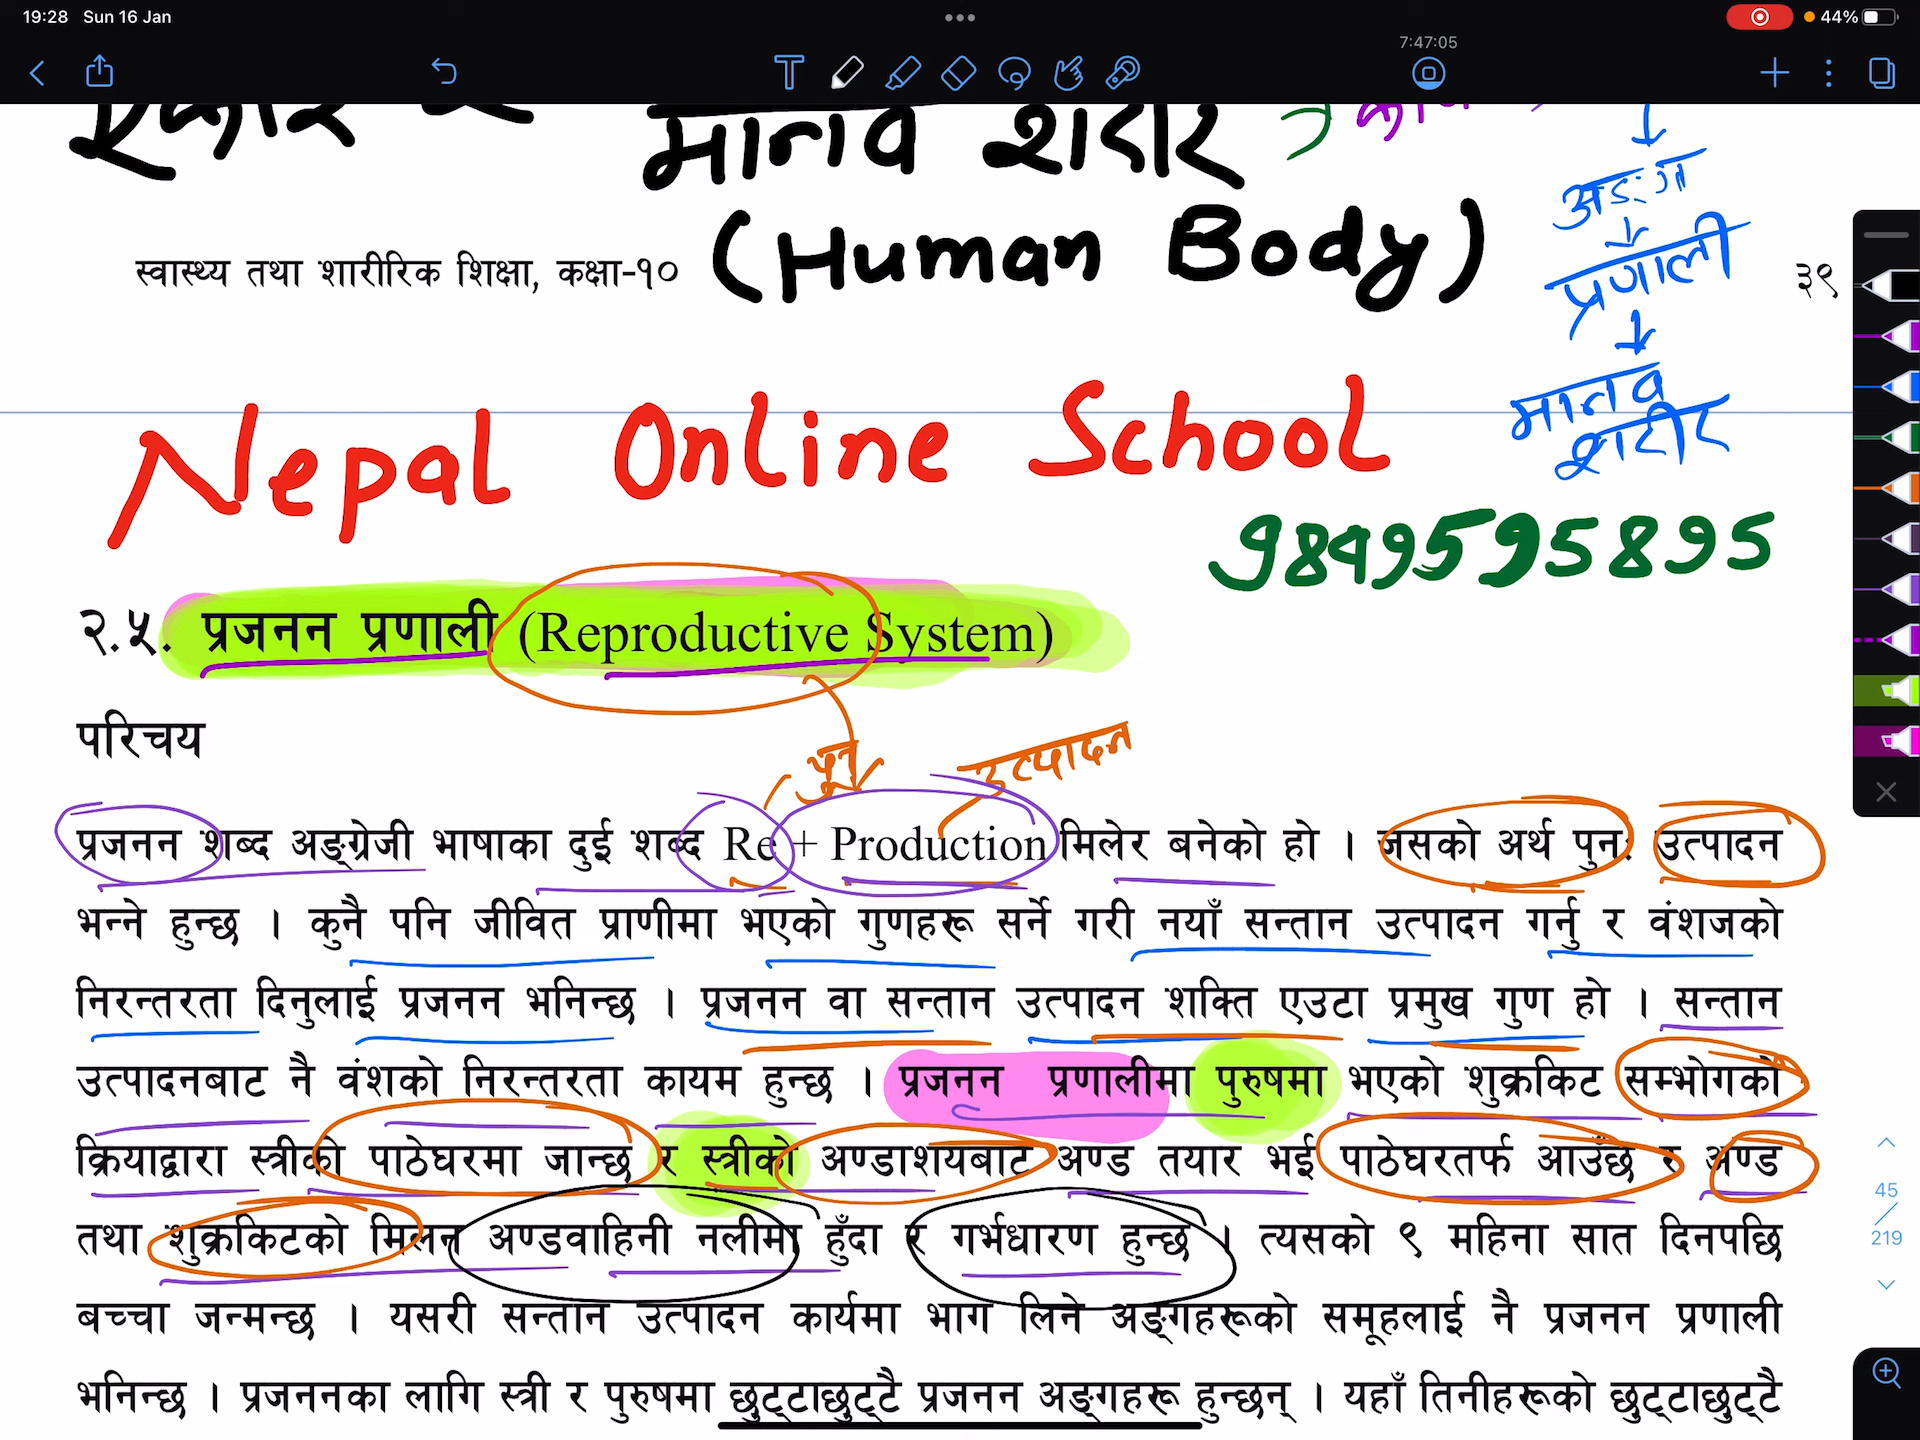 19:28 Sun 16 Jan
44%
7:47:05
मानव शरीर
(Human Body)
अङ्ग
प्रणाली
मानव
शरीर
स्वास्थ्य तथा शारीरिक शिक्षा, कक्षा-१०
३९
Nepal Online School
9849595895
२.५. प्रजनन प्रणाली (Reproductive System)
परिचय
पून
उत्पादन
प्रजनन शब्द अङ्ग्रेजी भाषाका दुई शब्द Re + Production मिलेर बनेको हो । जसको अर्थ पुनः उत्पादन
भन्ने हुन्छ । कुनै पनि जीवित प्राणीमा भएको गुणहरू सर्ने गरी नयाँ सन्तान उत्पादन गर्नु र वंशजको
निरन्तरता दिनुलाई प्रजनन भनिन्छ । प्रजनन वा सन्तान उत्पादन शक्ति एउटा प्रमुख गुण हो । सन्तान
उत्पादनबाट नै वंशको निरन्तरता कायम हुन्छ । प्रजनन प्रणालीमा पुरुषमा भएको शुक्रकिट सम्भोगको
क्रियाद्वारा स्त्रीको पाठेघरमा जान्छ र स्त्रीको अण्डाशयबाट अण्ड तयार भई पाठेघरतर्फ आउँछ र अण्ड
तथा शुक्रकिटको मिलन अण्डवाहिनी नलीमा हुँदा र गर्भधारण हुन्छ । त्यसको ९ महिना सात दिनपछि
बच्चा जन्मन्छ । यसरी सन्तान उत्पादन कार्यमा भाग लिने अङ्गहरूको समूहलाई नै प्रजनन प्रणाली
भनिन्छ । प्रजननका लागि स्त्री र पुरुषमा छुट्टाछुट्टै प्रजनन अङ्गहरू हुन्छन् । यहाँ तिनीहरूको छुट्टाछुट्टै
45
219